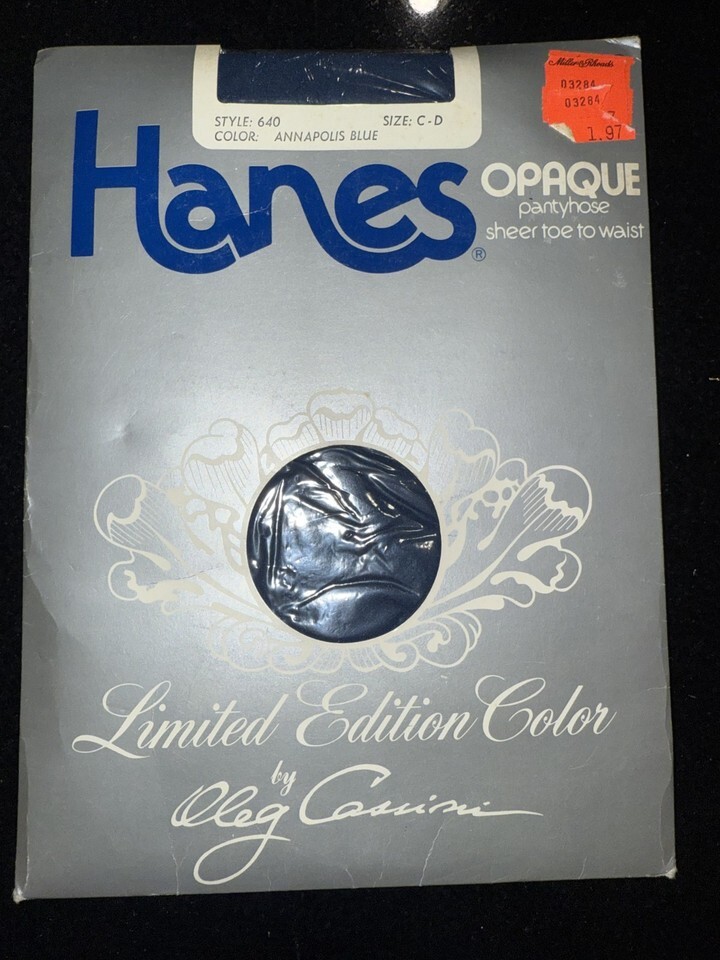 Miller & Rhoads
03284
03284
7
1.97
STYLE: 640 SIZE: C-D
COLOR: ANNAPOLIS BLUE
Hanes®
OPAQUE
pantyhose
sheer toe to waist
Limited Edition Color
by
Oleg Cassini